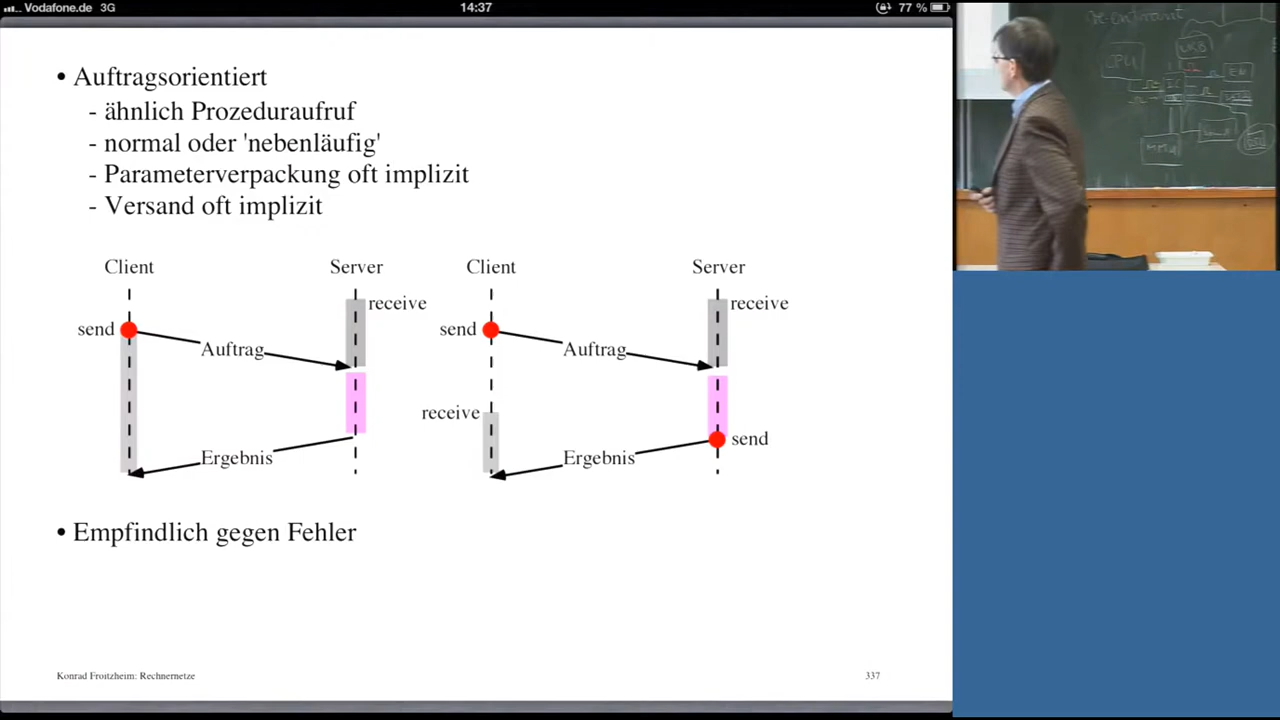 Vodafone.de 3G
14:37
77 %
• Auftragsorientiert
- ähnlich Prozeduraufruf
- normal oder 'nebenläufig'
- Parameterverpackung oft implizit
- Versand oft implizit
Client Server Client Server
receive receive
send send
Auftrag Auftrag
receive
send
Ergebnis Ergebnis
• Empfindlich gegen Fehler
Konrad Froitzheim: Rechnernetze 337
re-entrant
CPU